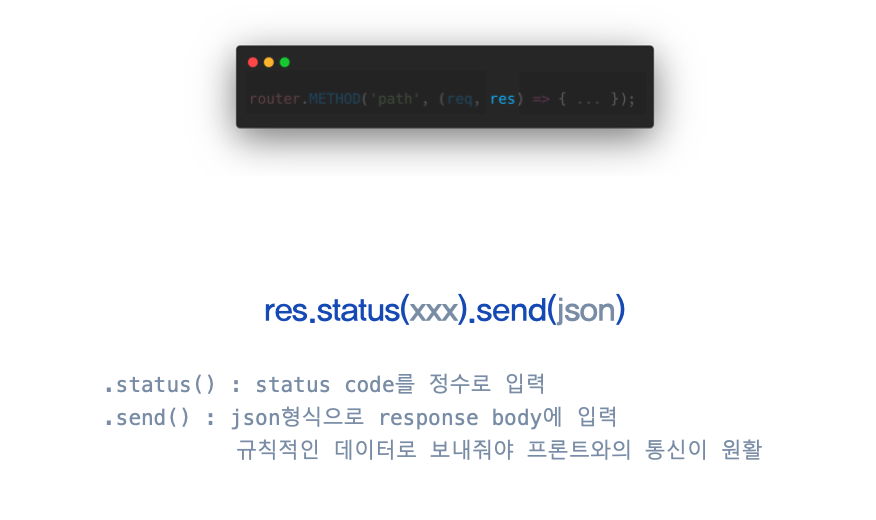 router.METHOD('path', (req, res) => { ... });
res.status(xxx).send(json)
.status() : status code를 정수로 입력
.send() : json형식으로 response body에 입력
규칙적인 데이터로 보내줘야 프론트와의 통신이 원활